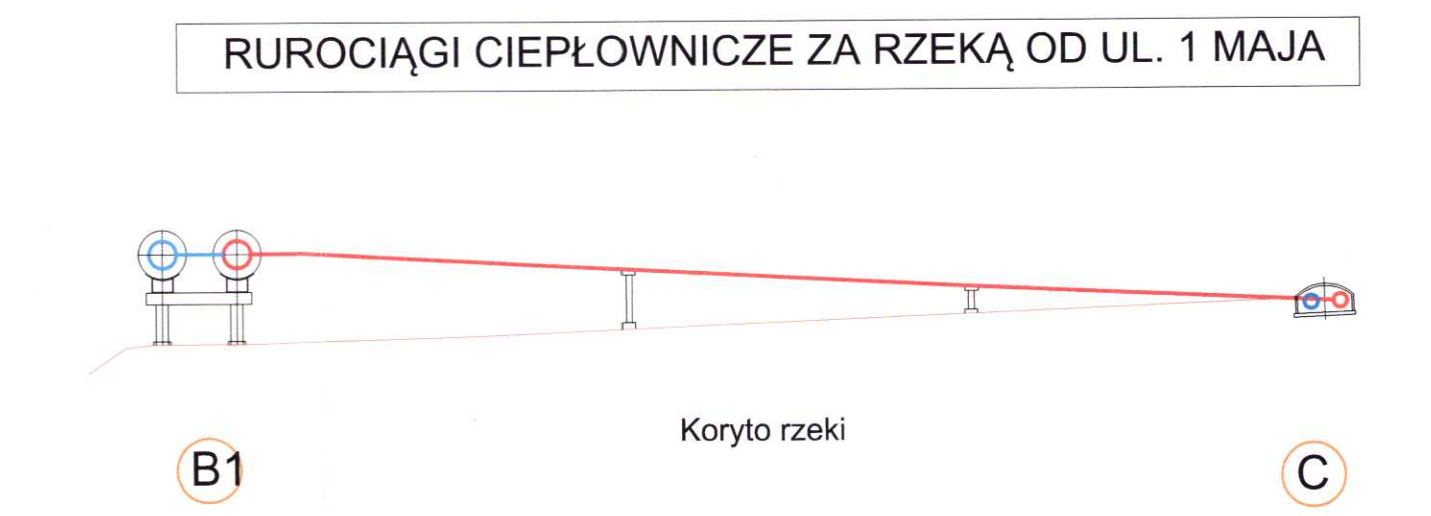 RUROCIĄGI CIEPŁOWNICZE ZA RZEKĄ OD UL. 1 MAJA
Koryto rzeki
B1
C